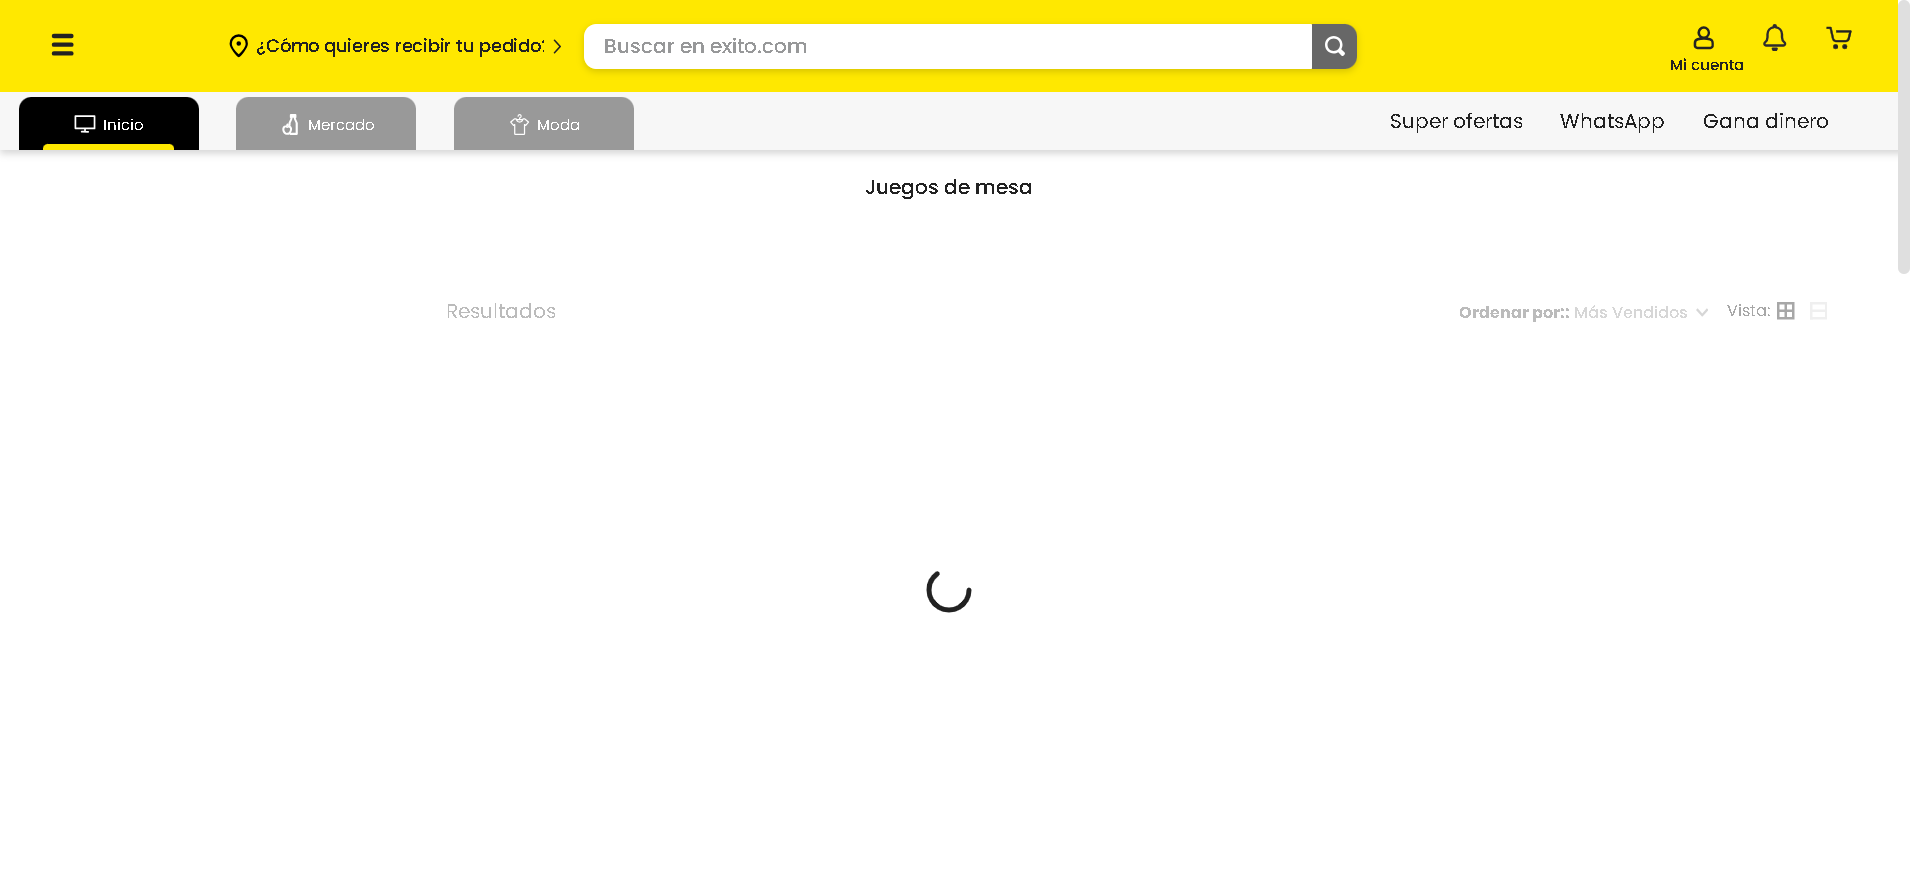 ¿Cómo quieres recibir tu pedido?
Buscar en exito.com
Mi cuenta
Inicio
Mercado
Moda
Super ofertas
WhatsApp
Gana dinero
Juegos de mesa
Resultados
Ordenar por:: Más Vendidos
Vista: